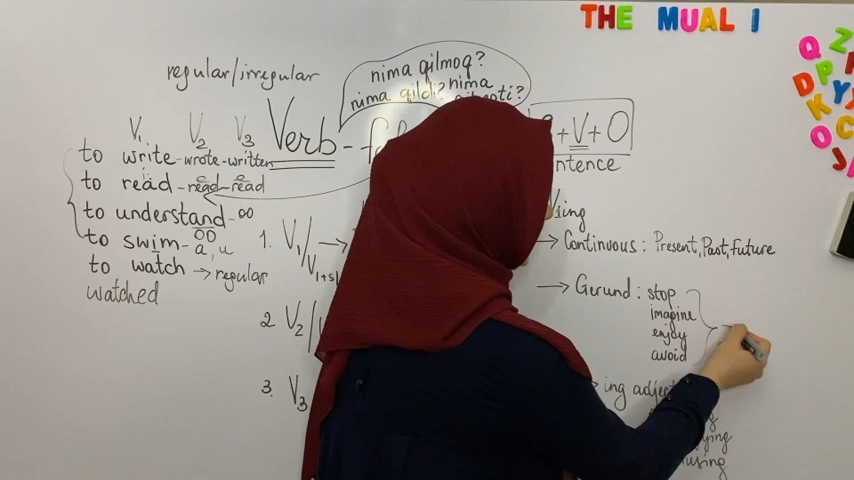 THE MUAL I
regular/irregular
nima qilmoq?
nima qildi? nima
V1 V2 V3
Verb - fe
+V+O
to write-wrote-written
to read-read-read
to understand-oo
to swim-a,u
to watch → regular
watched
Ving
1. V1/V1+s →
→ Continuous: Present, Past, Future
→ Gerund: stop
imagine
enjoy
avoid
2 V2/
3. V3
ing